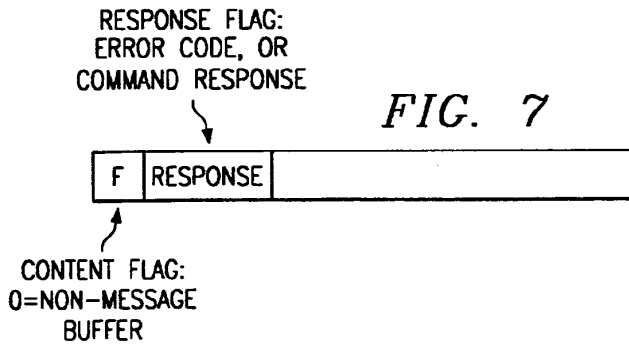 RESPONSE FLAG:
ERROR CODE, OR
COMMAND RESPONSE
FIG. 7
F
RESPONSE
CONTENT FLAG:
0=NON-MESSAGE
BUFFER